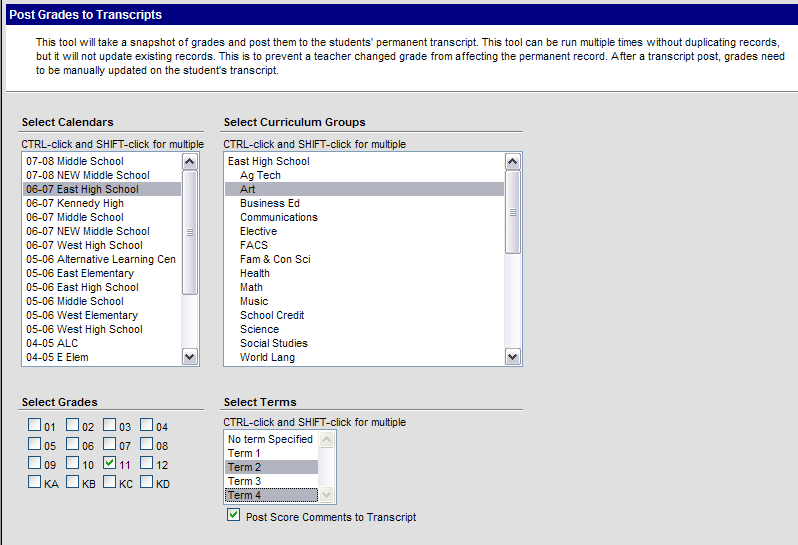 Post Grades to Transcripts
This tool will take a snapshot of grades and post them to the students' permanent transcript. This tool can be run multiple times without duplicating records,
but it will not update existing records. This is to prevent a teacher changed grade from affecting the permanent record. After a transcript post, grades need
to be manually updated on the student's transcript.
Select Calendars
CTRL-click and SHIFT-click for multiple
07-08 Middle School
07-08 NEW Middle School
06-07 East High School
06-07 Kennedy High
06-07 Middle School
06-07 NEW Middle School
06-07 West High School
05-06 Alternative Learning Cen
05-06 East Elementary
05-06 East High School
05-06 Middle School
05-06 West Elementary
05-06 West High School
04-05 ALC
04-05 E Elem
Select Curriculum Groups
CTRL-click and SHIFT-click for multiple
East High School
Ag Tech
Art
Business Ed
Communications
Elective
FACS
Fam & Con Sci
Health
Math
Music
School Credit
Science
Social Studies
World Lang
Select Grades
01 02 03 04
05 06 07 08
09 10 11 12
KA KB KC KD
Select Terms
CTRL-click and SHIFT-click for multiple
No term Specified
Term 1
Term 2
Term 3
Term 4
Post Score Comments to Transcript